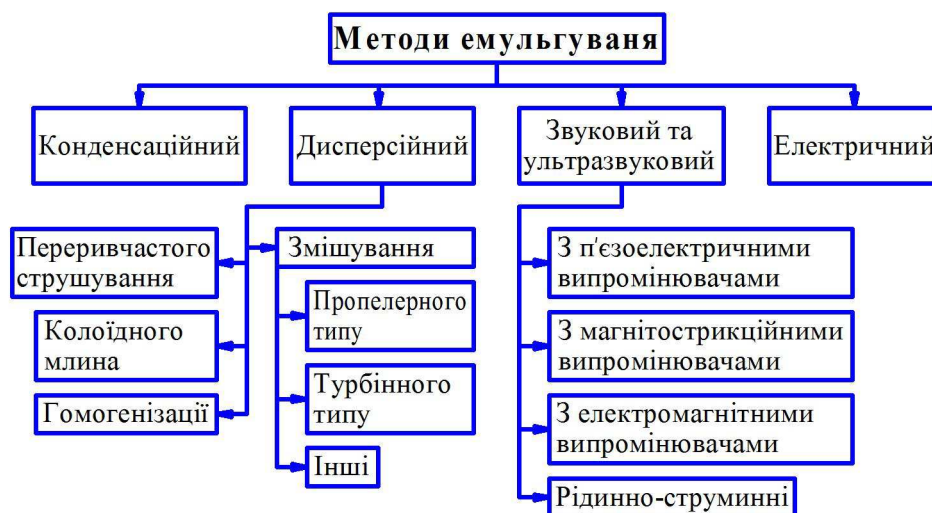 Методи емульгуваня
Конденсаційний
Дисперсійний
Звуковий та
ультразвуковий
Електричний
Переривчастого
струшування
Колоїдного
млина
Гомогенізації
Змішування
Пропелерного
типу
Турбінного
типу
Інші
З п'єзоелектричними
випромінювачами
З магнітострикційними
випромінювачами
З електромагнітними
випромінювачами
Рідинно-струминні